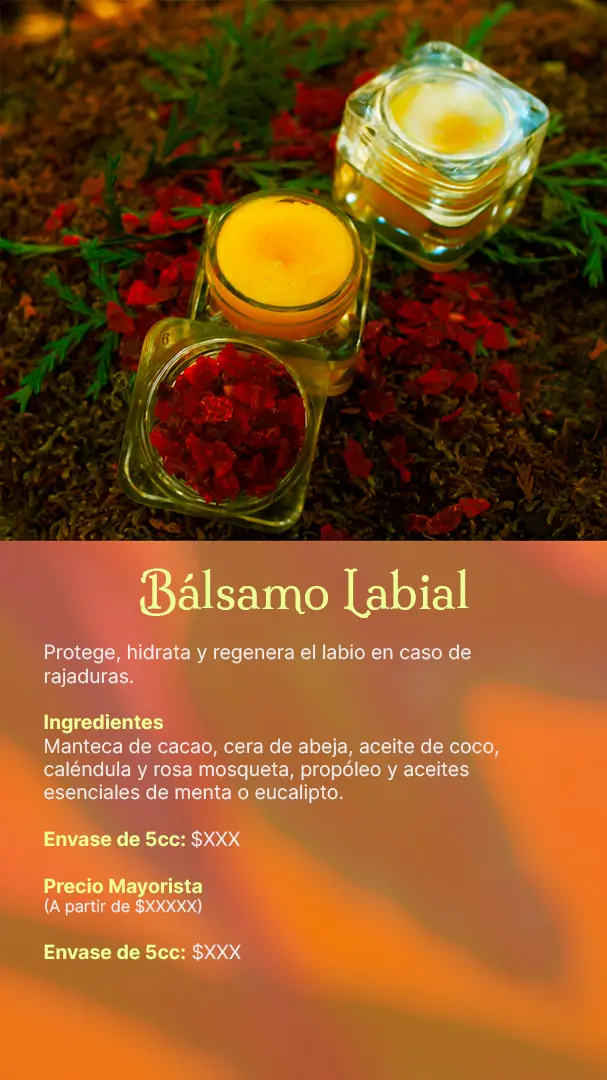 Bálsamo Labial
Protege, hidrata y regenera el labio en caso de
rajaduras.
Ingredientes
Manteca de cacao, cera de abeja, aceite de coco,
caléndula y rosa mosqueta, propóleo y aceites
esenciales de menta o eucalipto.
Envase de 5cc: $XXX
Precio Mayorista
(A partir de $XXXXX)
Envase de 5cc: $XXX